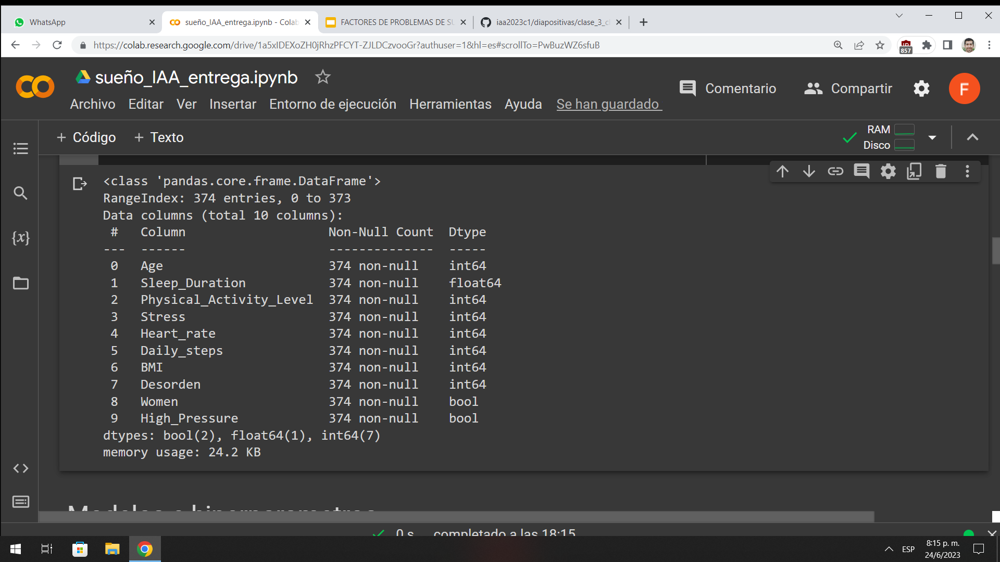 WhatsApp
sueño_IAA_entrega.ipynb - Colab
FACTORES DE PROBLEMAS DE SU
iaa2023c1/diapositivas/clase_3_c
https://colab.research.google.com/drive/1a5xIDEXoZH0jRhzPFCYT-ZJLDCzvooGr?authuser=1&hl=es#scrollTo=PwBuzWZ6sfuB
857
sueño_IAA_entrega.ipynb
Comentario
Compartir
F
Archivo Editar Ver Insertar Entorno de ejecución Herramientas Ayuda Se han guardado
+ Código + Texto
RAM
Disco
<class 'pandas.core.frame.DataFrame'>
RangeIndex: 374 entries, 0 to 373
Data columns (total 10 columns):
# Column Non-Null Count Dtype
--- ------ -------------- -----
0 Age 374 non-null int64
1 Sleep_Duration 374 non-null float64
2 Physical_Activity_Level 374 non-null int64
3 Stress 374 non-null int64
4 Heart_rate 374 non-null int64
5 Daily_steps 374 non-null int64
6 BMI 374 non-null int64
7 Desorden 374 non-null int64
8 Women 374 non-null bool
9 High_Pressure 374 non-null bool
dtypes: bool(2), float64(1), int64(7)
memory usage: 24.2 KB
{x}
Modelos e hiperparametros
0 s completado a las 18:15
ESP
8:15 p. m.
24/6/2023